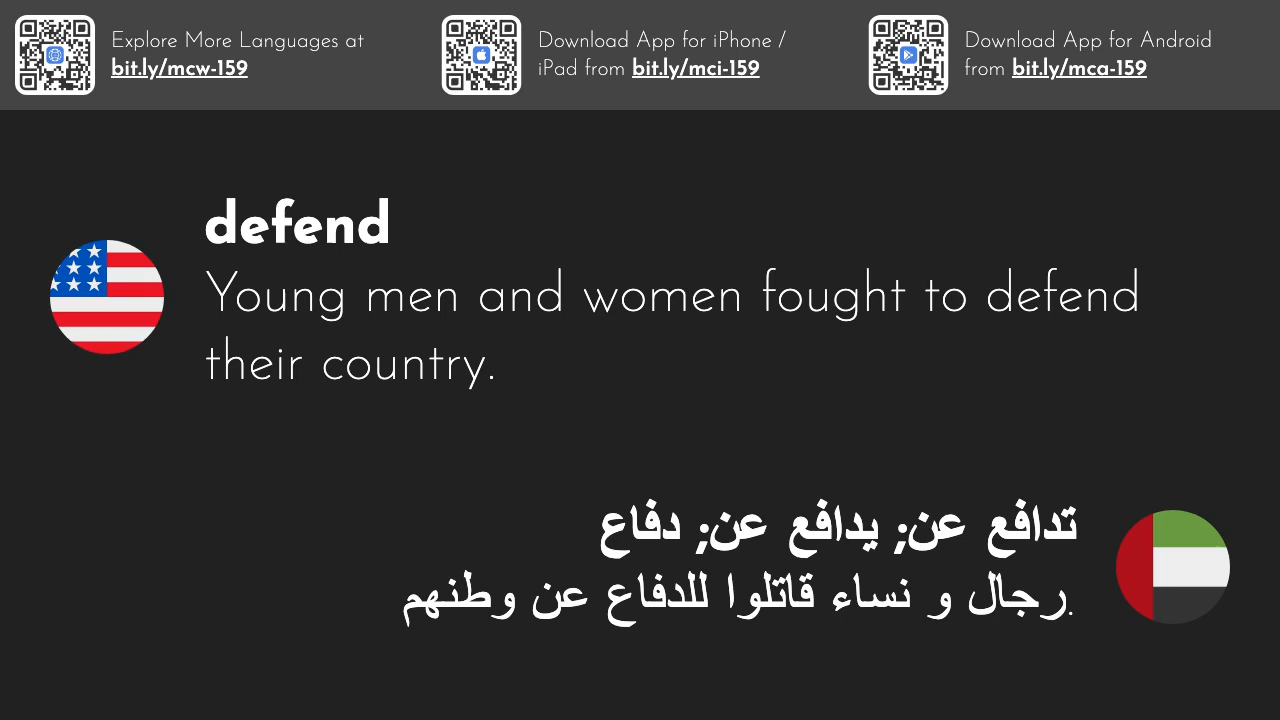 Explore More Languages at
bit.ly/mcw-159
Download App for iPhone /
iPad from bit.ly/mci-159
Download App for Android
from bit.ly/mca-159
defend
Young men and women fought to defend
their country.
تدافع عن; يدافع عن; دفاع
رجال و نساء قاتلوا للدفاع عن وطنهم.